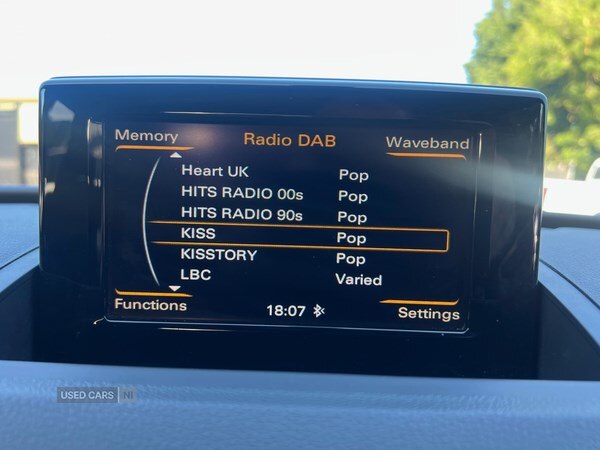 Memory Radio DAB Waveband
Heart UK Pop
HITS RADIO 00s Pop
HITS RADIO 90s Pop
KISS Pop
KISSTORY Pop
LBC Varied
Functions 18:07 Settings
USED CARS NI